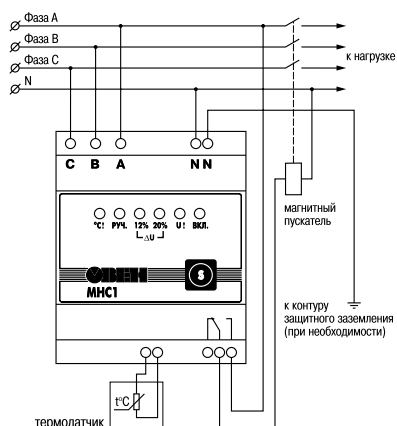 Фаза А
Фаза В
Фаза С
к нагрузке
N
C B A N N
магнитный
пускатель
°C! РУЧ. 12% 20% U! ВКЛ.
ΔU
ОВЕН
S
МНС1
к контуру
защитного заземления
(при необходимости)
t°C
термодатчик